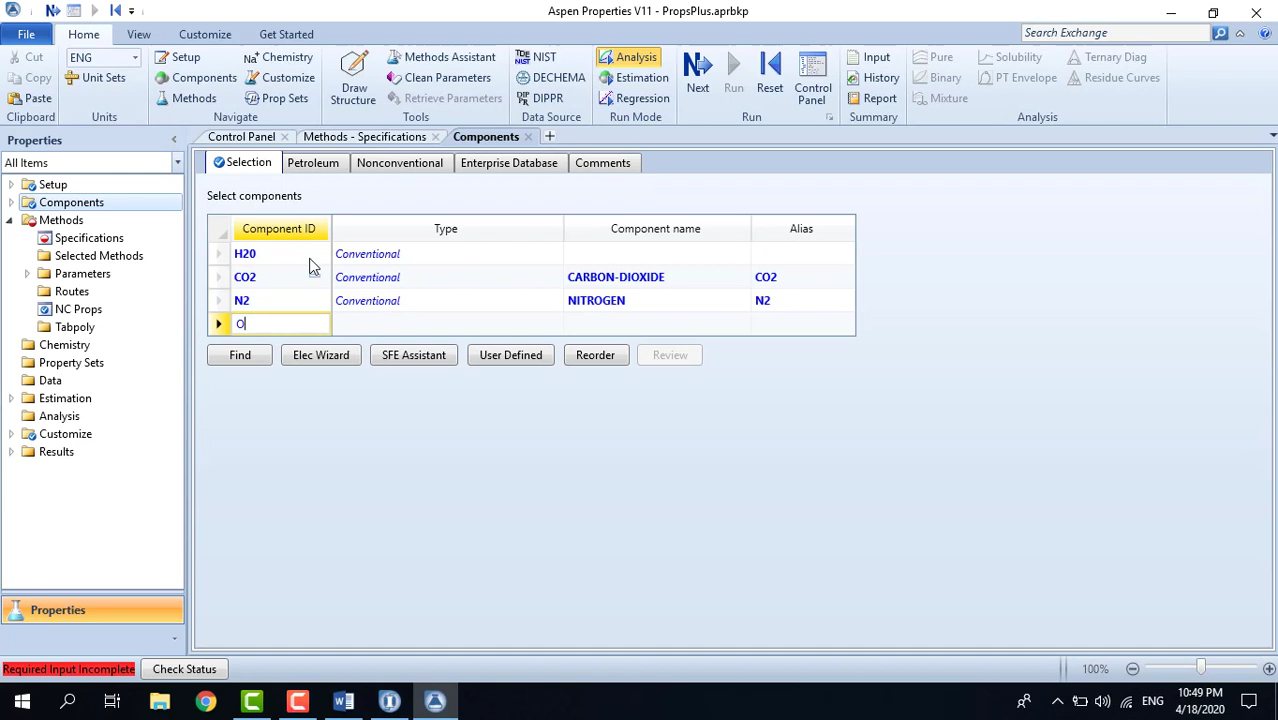 Aspen Properties V11 - PropsPlus.aprbkp
File
Home
View
Customize
Get Started
Search Exchange
Cut
Copy
Paste
Clipboard
ENG
Unit Sets
Units
Setup
Components
Methods
Chemistry
Customize
Prop Sets
Navigate
Draw
Structure
Methods Assistant
Clean Parameters
Retrieve Parameters
Tools
NIST
DECHEMA
DIPPR
Data Source
Analysis
Estimation
Regression
Run Mode
Next
Run
Reset
Control
Panel
Run
Input
History
Report
Summary
Pure
Binary
Mixture
Solubility
PT Envelope
Ternary Diag
Residue Curves
Analysis
Properties
All Items
Setup
Components
Methods
Specifications
Selected Methods
Parameters
Routes
NC Props
Tabpoly
Chemistry
Property Sets
Data
Estimation
Analysis
Customize
Results
Properties
Control Panel
Methods - Specifications
Components
Selection
Petroleum
Nonconventional
Enterprise Database
Comments
Select components
Component ID Type Component name Alias
H20 Conventional
CO2 Conventional CARBON-DIOXIDE CO2
N2 Conventional NITROGEN N2
O
Find
Elec Wizard
SFE Assistant
User Defined
Reorder
Review
Required Input Incomplete
Check Status
100%
ENG
10:49 PM
4/18/2020